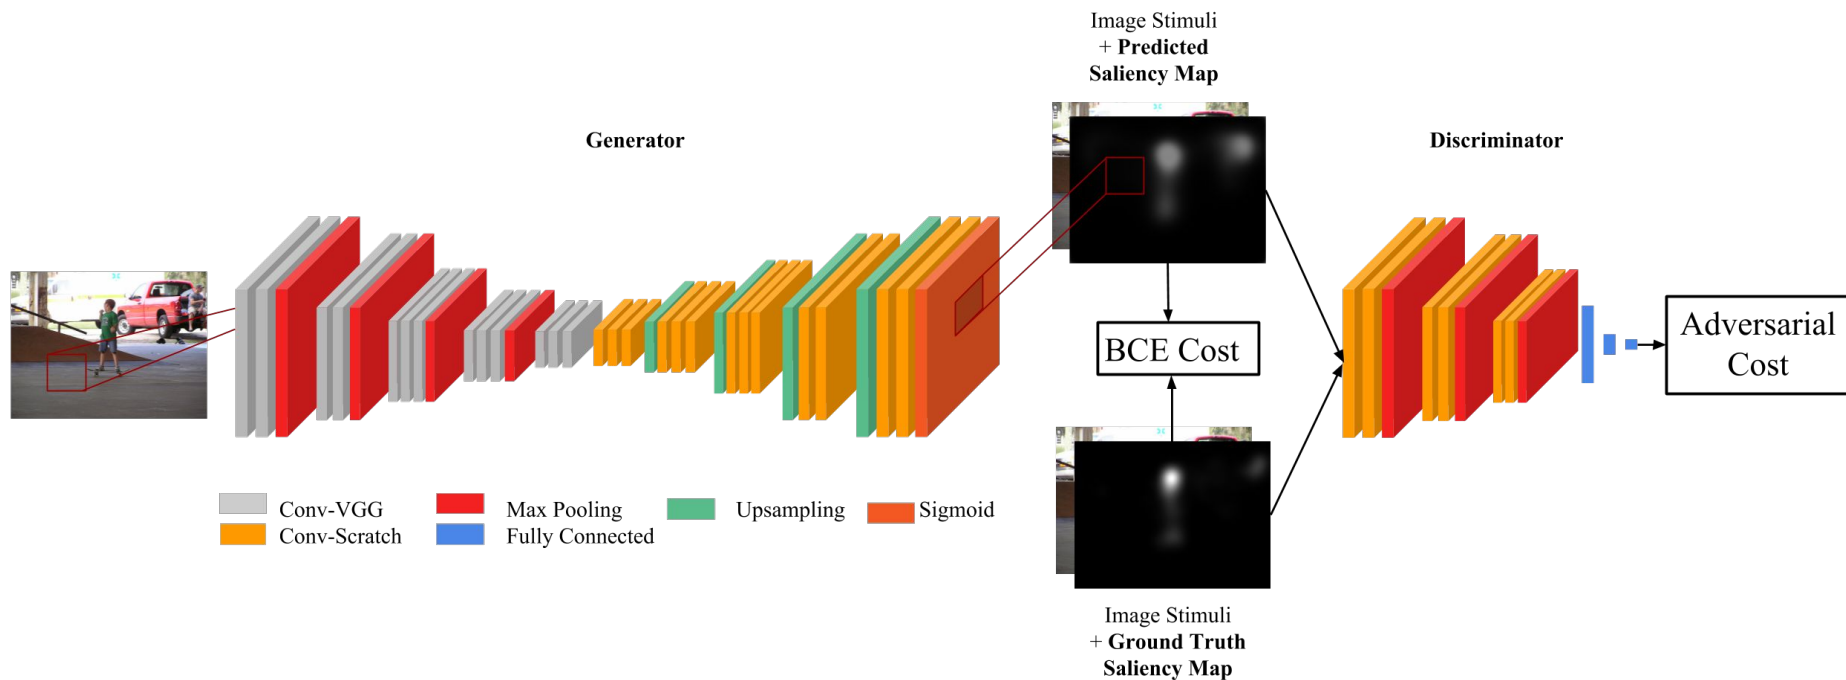 Image Stimuli
+ Predicted
Saliency Map
Generator
Discriminator
BCE Cost
Adversarial
Cost
Conv-VGG
Max Pooling
Upsampling
Sigmoid
Conv-Scratch
Fully Connected
Image Stimuli
+ Ground Truth
Saliency Map